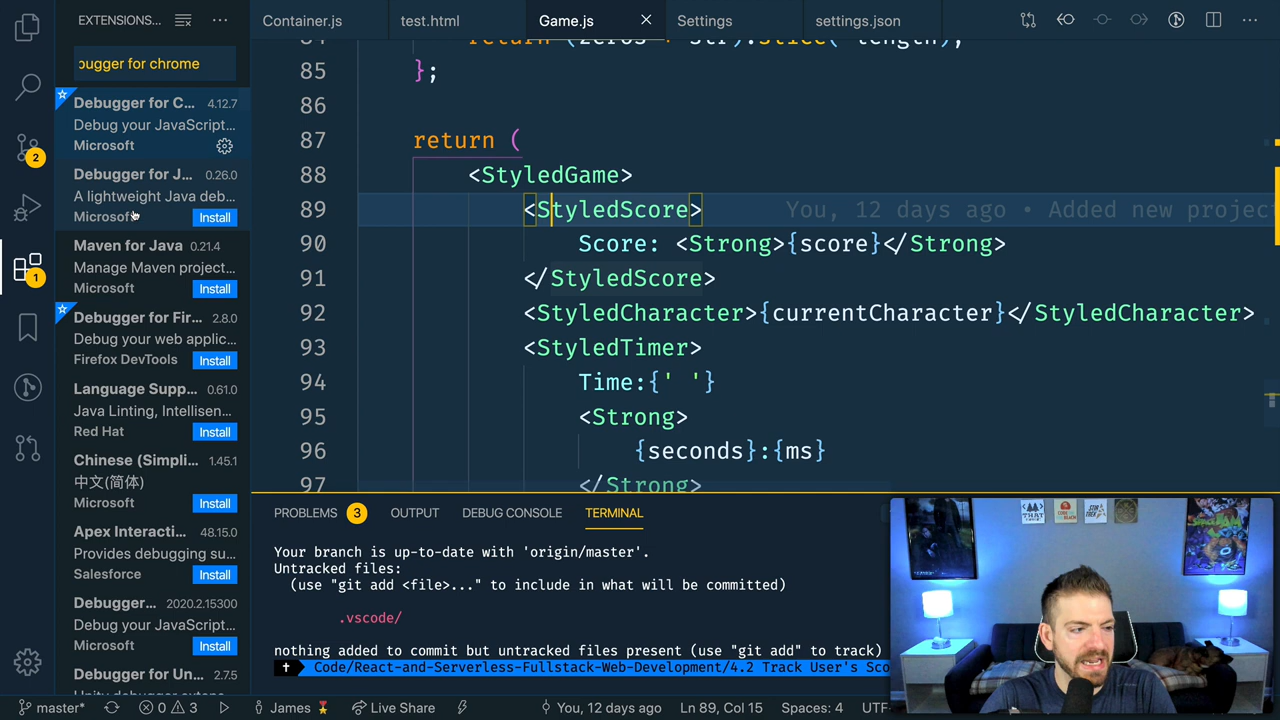 EXTENSIONS... ···
Container.js test.html Game.js Settings settings.json ···
bugger for chrome
Debugger for C... 4.12.7
Debug your JavaScript...
Microsoft
Debugger for J... 0.26.0
A lightweight Java deb...
Microsoft Install
Maven for Java 0.21.4
Manage Maven project...
Microsoft Install
Debugger for Fir... 2.8.0
Debug your web applic...
Firefox DevTools Install
Language Supp... 0.61.0
Java Linting, Intellisen...
Red Hat Install
Chinese (Simpli... 1.45.1
中文(简体)
Microsoft Install
Apex Interacti... 48.15.0
Provides debugging su...
Salesforce Install
Debugger... 2020.2.15300
Debug your JavaScript...
Microsoft Install
Debugger for Un... 2.7.5
2
1
85 };
86
87 return (
88 <StyledGame>
89 <StyledScore> You, 12 days ago • Added new project
90 Score: <Strong>{score}</Strong>
91 </StyledScore>
92 <StyledCharacter>{currentCharacter}</StyledCharacter>
93 <StyledTimer>
94 Time:{' '}
95 <Strong>
96 {seconds}:{ms}
97 </Strong>
PROBLEMS 3 OUTPUT DEBUG CONSOLE TERMINAL
Your branch is up-to-date with 'origin/master'.
Untracked files:
(use "git add <file>..." to include in what will be committed)
.vscode/
nothing added to commit but untracked files present (use "git add" to track)
Code/React-and-Serverless-Fullstack-Web-Development/4.2 Track User's Sco
master* 0 3 James Live Share You, 12 days ago Ln 89, Col 15 Spaces: 4 UTF-